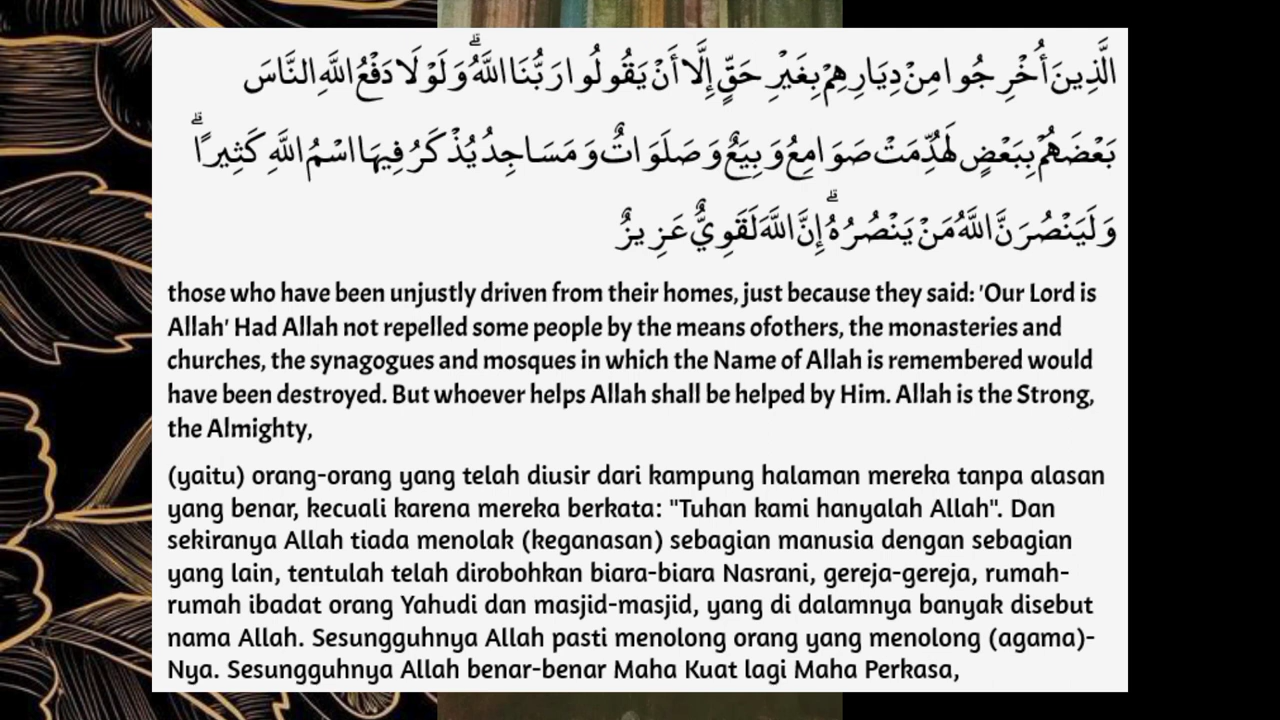 الَّذِينَ أُخْرِجُوا مِنْ دِيَارِهِمْ بِغَيْرِ حَقٍّ إِلَّا أَنْ يَقُولُوا رَبُّنَا اللَّهُ ۗ وَلَوْلَا دَفْعُ اللَّهِ النَّاسَ
بَعْضَهُمْ بِبَعْضٍ لَهُدِّمَتْ صَوَامِعُ وَبِيَعٌ وَصَلَوَاتٌ وَمَسَاجِدُ يُذْكَرُ فِيهَا اسْمُ اللَّهِ كَثِيرًا ۗ
وَلَيَنْصُرَنَّ اللَّهُ مَنْ يَنْصُرُهُ ۗ إِنَّ اللَّهَ لَقَوِيٌّ عَزِيزٌ
those who have been unjustly driven from their homes, just because they said: 'Our Lord is
Allah' Had Allah not repelled some people by the means ofothers, the monasteries and
churches, the synagogues and mosques in which the Name of Allah is remembered would
have been destroyed. But whoever helps Allah shall be helped by Him. Allah is the Strong,
the Almighty,
(yaitu) orang-orang yang telah diusir dari kampung halaman mereka tanpa alasan
yang benar, kecuali karena mereka berkata: "Tuhan kami hanyalah Allah". Dan
sekiranya Allah tiada menolak (keganasan) sebagian manusia dengan sebagian
yang lain, tentulah telah dirobohkan biara-biara Nasrani, gereja-gereja, rumah-
rumah ibadat orang Yahudi dan masjid-masjid, yang di dalamnya banyak disebut
nama Allah. Sesungguhnya Allah pasti menolong orang yang menolong (agama)-
Nya. Sesungguhnya Allah benar-benar Maha Kuat lagi Maha Perkasa,